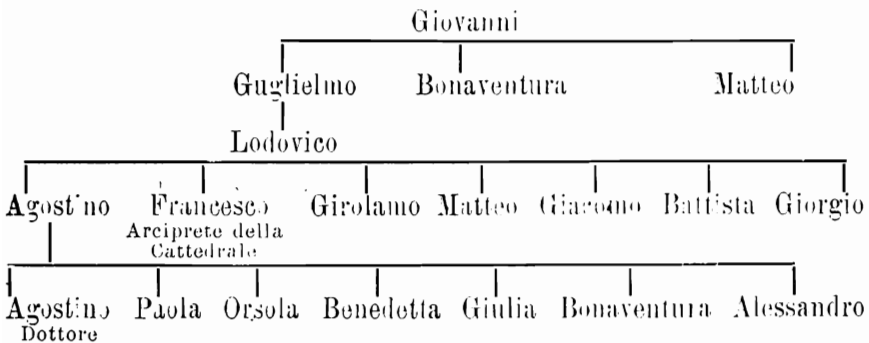 Giovanni
Guglielmo Bonaventura Matteo
Lodovico
Agostino Francesco Girolamo Matteo Giacomo Battista Giorgio
Arciprete della
Cattedrale
Agostino Paola Orsola Benedetta Giulia Bonaventura Alessandro
Dottore